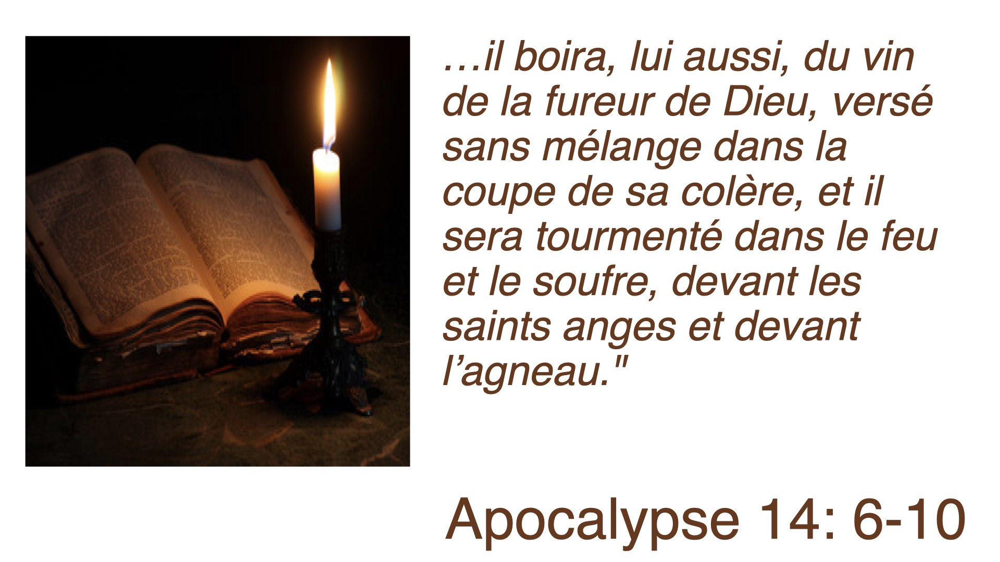 …il boira, lui aussi, du vin
de la fureur de Dieu, versé
sans mélange dans la
coupe de sa colère, et il
sera tourmenté dans le feu
et le soufre, devant les
saints anges et devant
l’agneau."
Apocalypse 14: 6-10